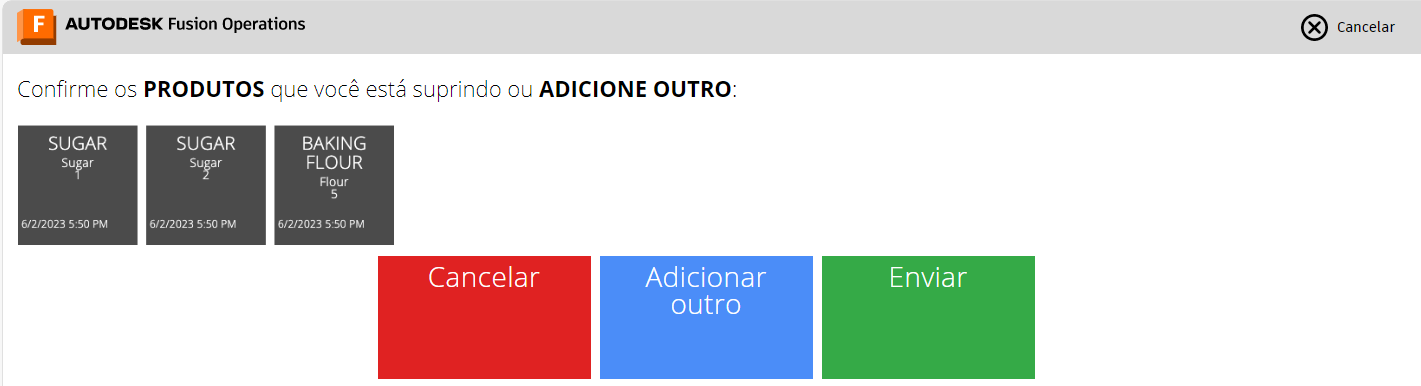 AUTODESK Fusion Operations
Cancelar
Confirme os PRODUTOS que você está suprindo ou ADICIONE OUTRO:
SUGAR
Sugar
1
6/2/2023 5:50 PM
SUGAR
Sugar
2
6/2/2023 5:50 PM
BAKING
FLOUR
Flour
5
6/2/2023 5:50 PM
Cancelar
Adicionar
outro
Enviar